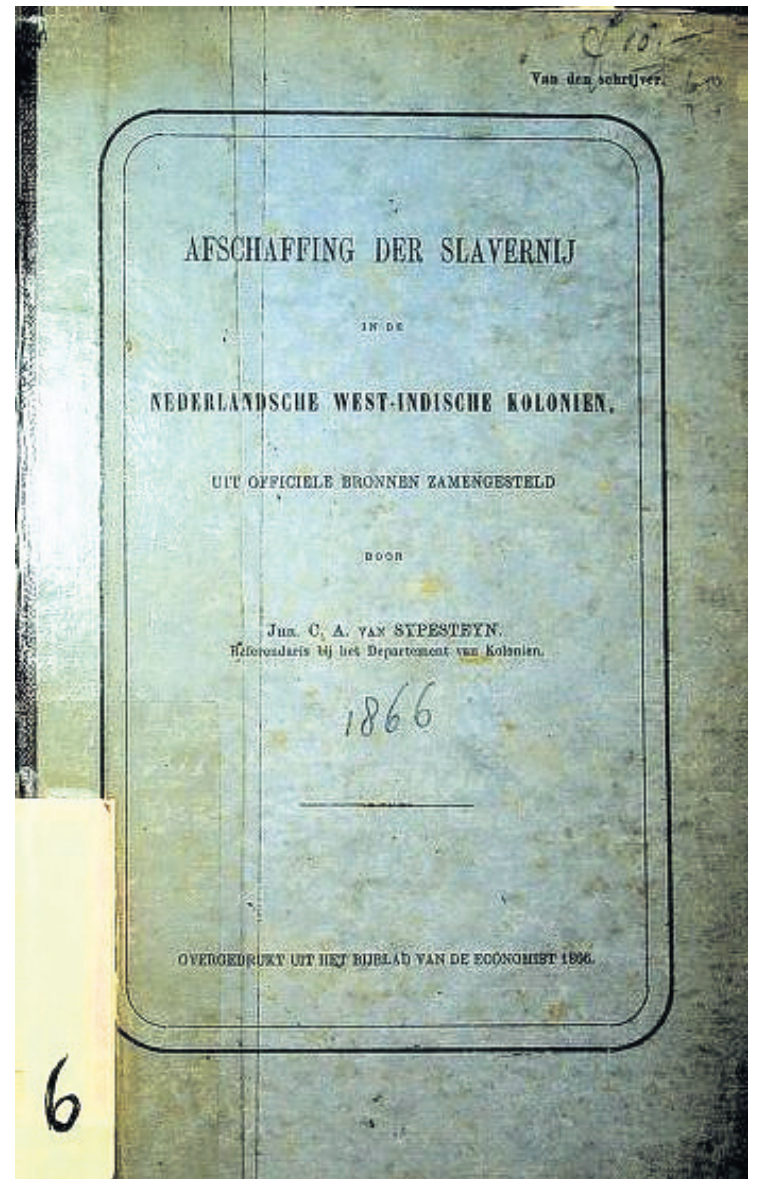 Van den schrijver.
AFSCHAFFING DER SLAVERNIJ
IN DE
NEDERLANDSCHE WEST-INDISCHE KOLONIEN,
UIT OFFICIELE BRONNEN ZAMENGESTELD
DOOR
Jhr. C. A. VAN SYPESTEYN.
Referendaris bij het Departement van Kolonien.
1866
OVERGEDRUKT UIT HET BIJBLAD VAN DE ECONOMIST 1866.
6